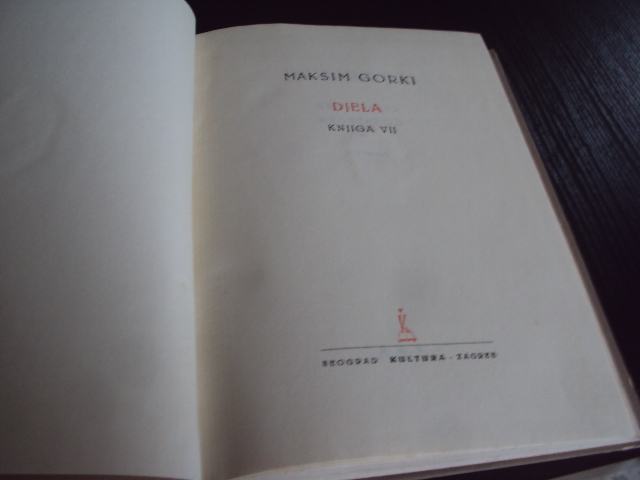 MAKSIM GORKI
DJELA
KNJIGA VII
BEOGRAD KULTURA - ZAGREB